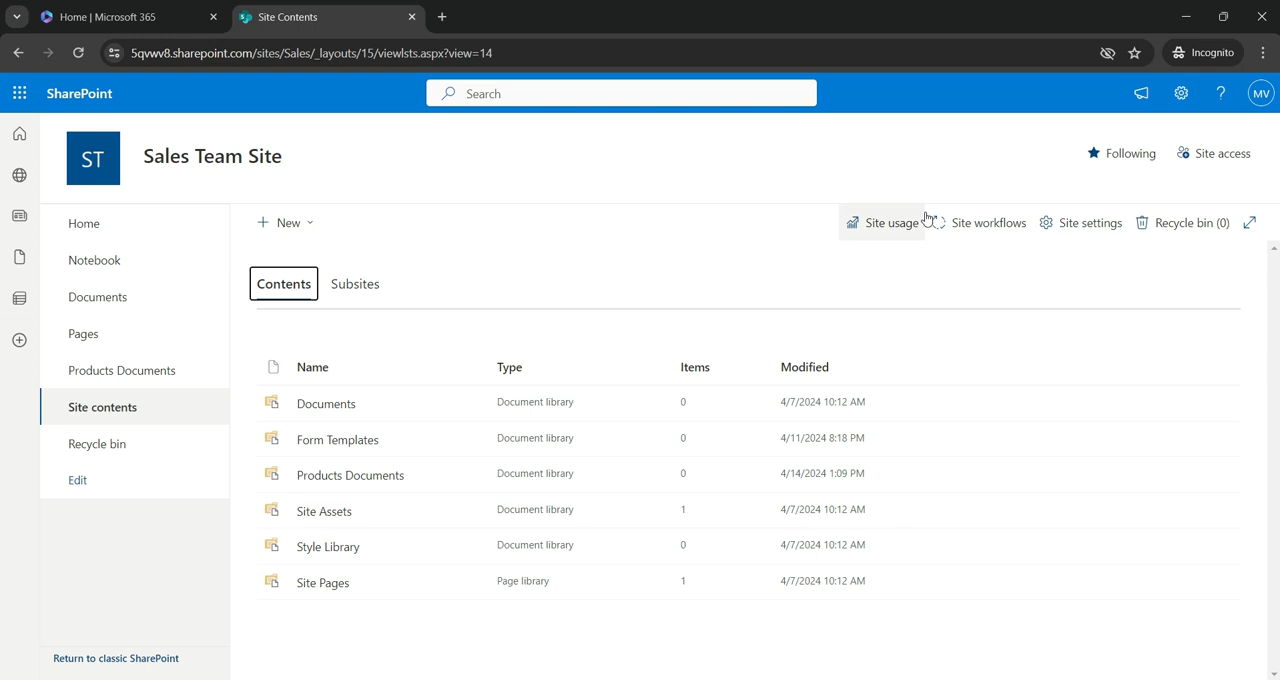 Home | Microsoft 365
Site Contents
5qvwv8.sharepoint.com/sites/Sales/_layouts/15/viewlsts.aspx?view=14
Incognito
SharePoint
Search
? MV
ST Sales Team Site
Following Site access
Home
Notebook
Documents
Pages
Products Documents
Site contents
Recycle bin
Edit
Return to classic SharePoint
New
Site usage Site workflows Site settings Recycle bin (0)
Contents Subsites
Name Type Items Modified
Documents Document library 0 4/7/2024 10:12 AM
Form Templates Document library 0 4/11/2024 8:18 PM
Products Documents Document library 0 4/14/2024 1:09 PM
Site Assets Document library 1 4/7/2024 10:12 AM
Style Library Document library 0 4/7/2024 10:12 AM
Site Pages Page library 1 4/7/2024 10:12 AM